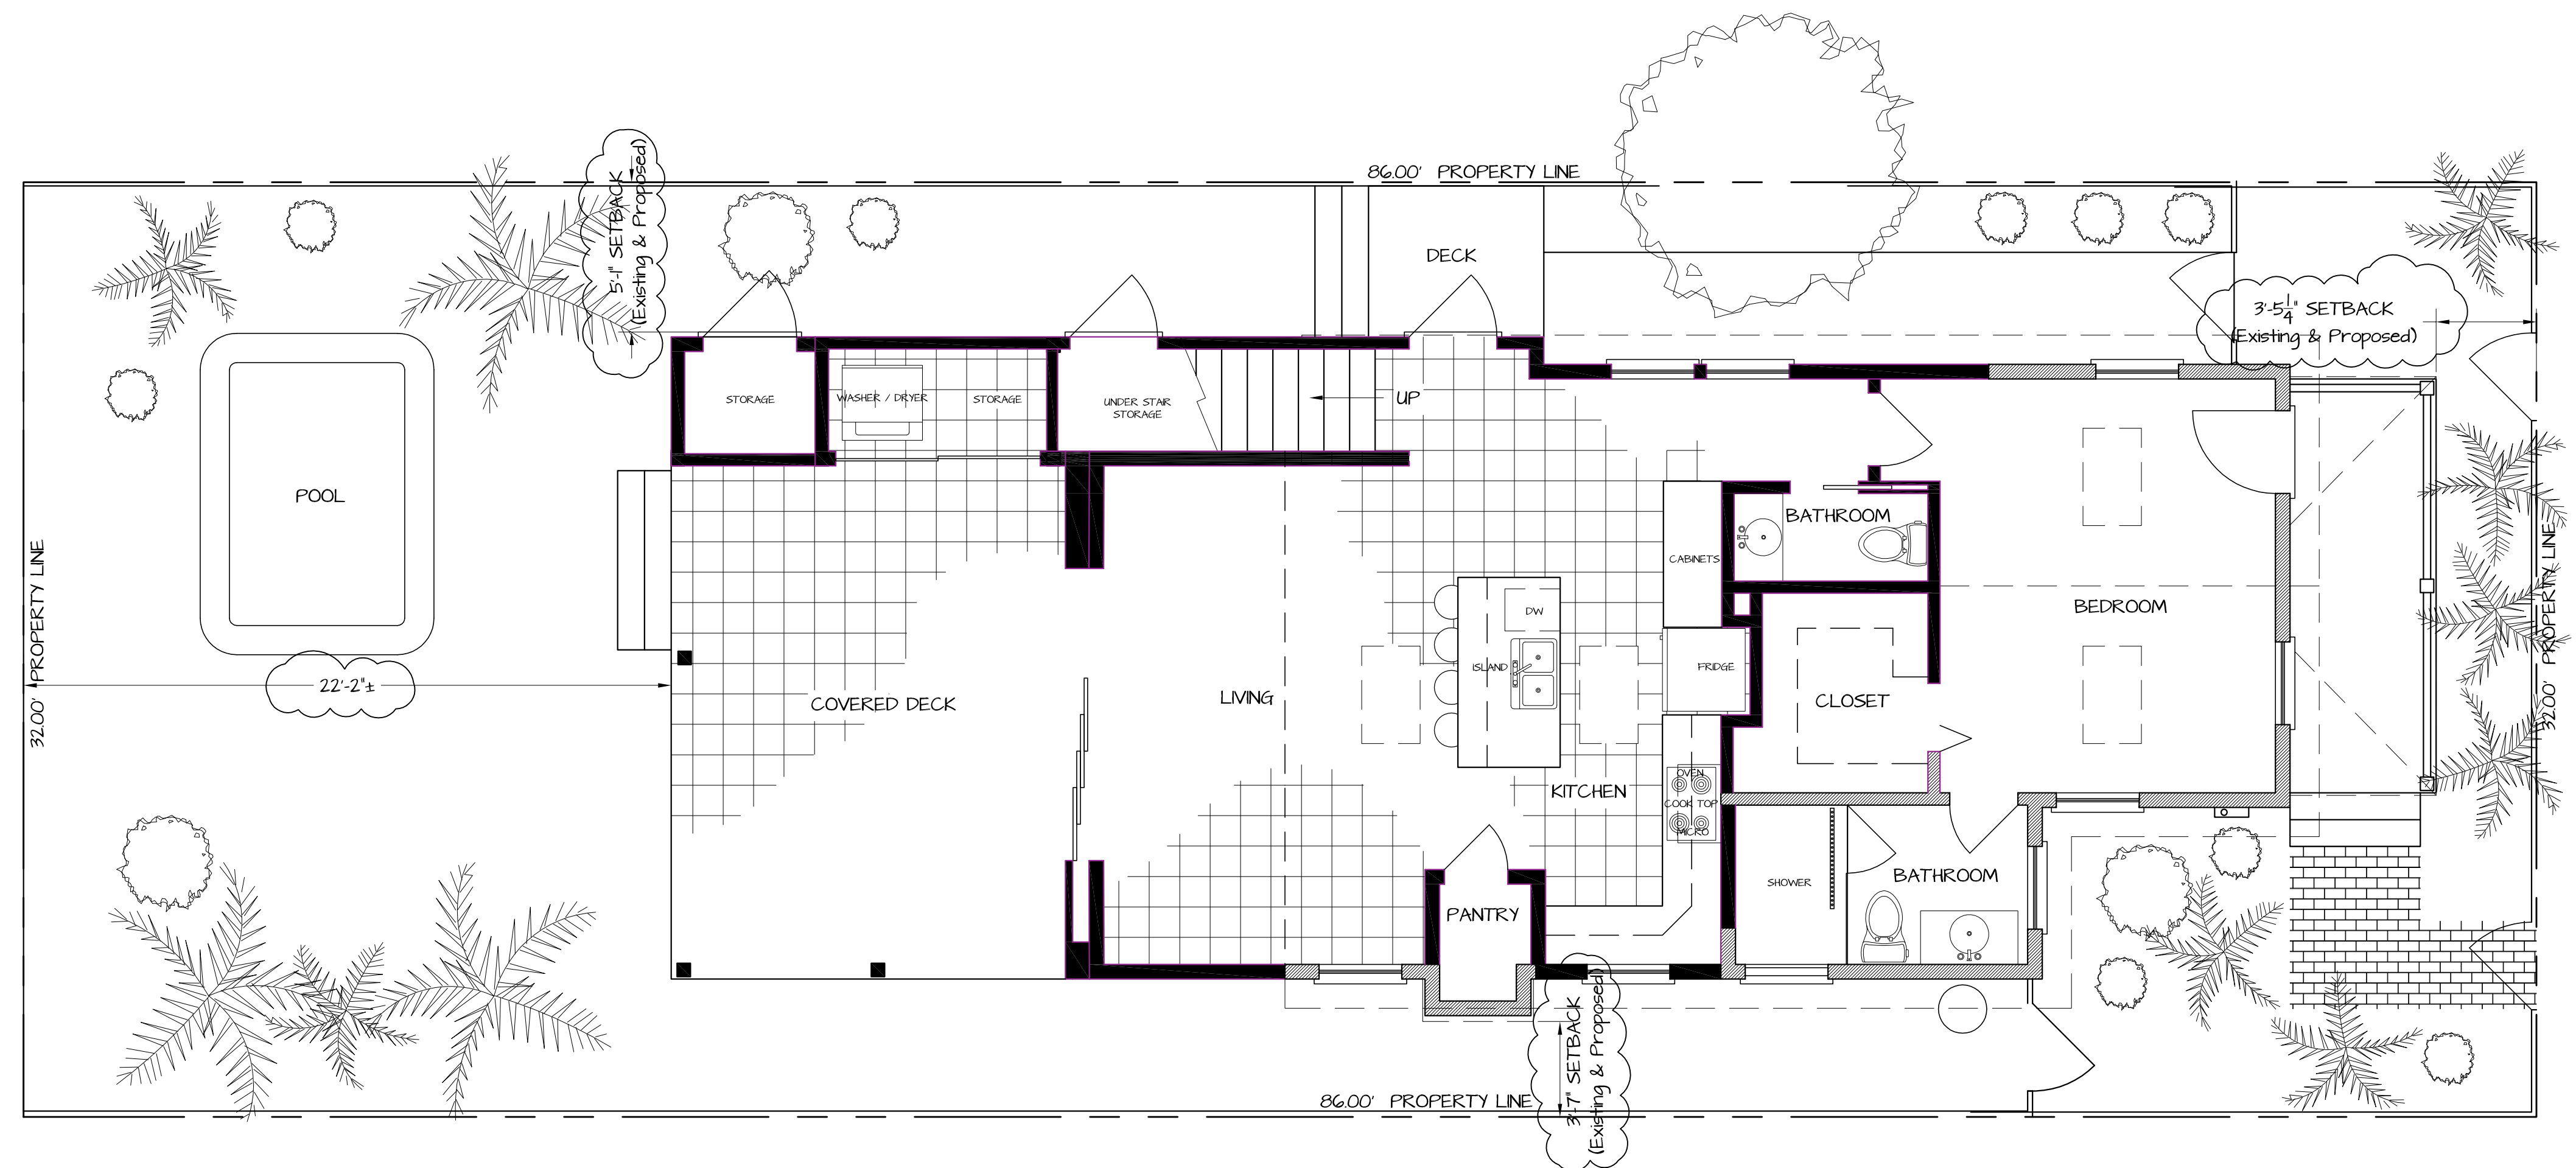 86.00' PROPERTY LINE
5'-1" SETBACK
(Existing & Proposed)
DECK
3'-5 1/4" SETBACK
(Existing & Proposed)
STORAGE
WASHER / DRYER
STORAGE
UNDER STAIR
STORAGE
UP
POOL
BATHROOM
CABINETS
BEDROOM
DW
ISLAND
FRIDGE
32.00' PROPERTY LINE
22'-2"±
COVERED DECK
LIVING
CLOSET
32.00' PROPERTY LINE
KITCHEN
OVEN
COOK TOP
MICRO
SHOWER
BATHROOM
PANTRY
3'-7" SETBACK
(Existing & Proposed)
86.00' PROPERTY LINE